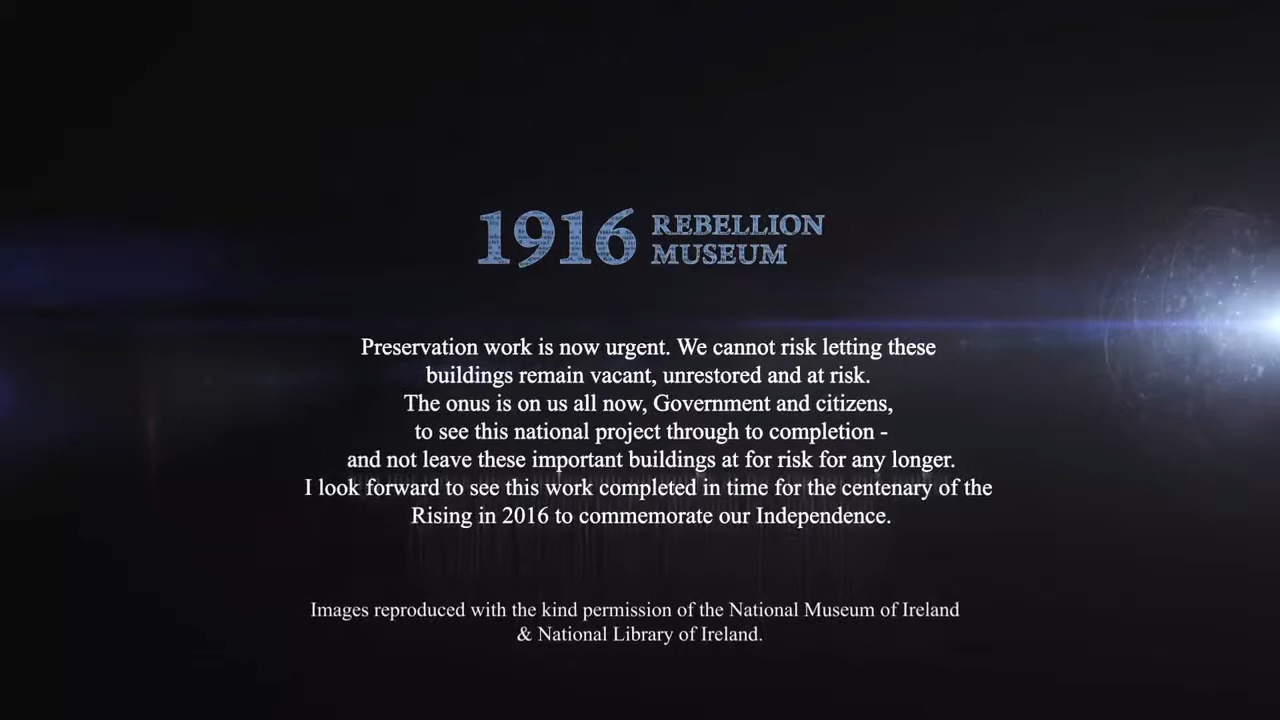 1916 REBELLION
MUSEUM
Preservation work is now urgent. We cannot risk letting these
buildings remain vacant, unrestored and at risk.
The onus is on us all now, Government and citizens,
to see this national project through to completion -
and not leave these important buildings at for risk for any longer.
I look forward to see this work completed in time for the centenary of the
Rising in 2016 to commemorate our Independence.
Images reproduced with the kind permission of the National Museum of Ireland
& National Library of Ireland.